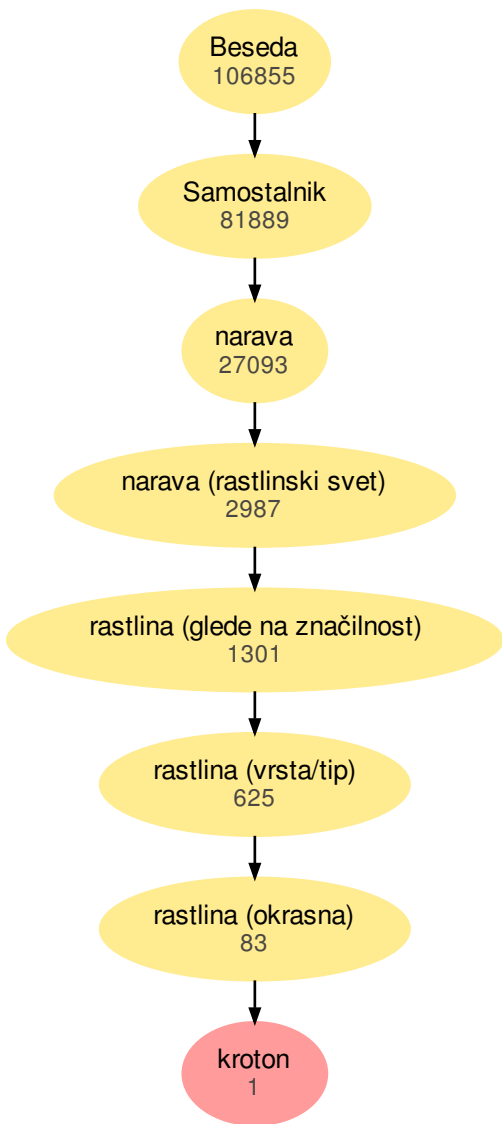 Beseda
106855
Samostalnik
81889
narava
27093
narava (rastlinski svet)
2987
rastlina (glede na značilnost)
1301
rastlina (vrsta/tip)
625
rastlina (okrasna)
83
kroton
1